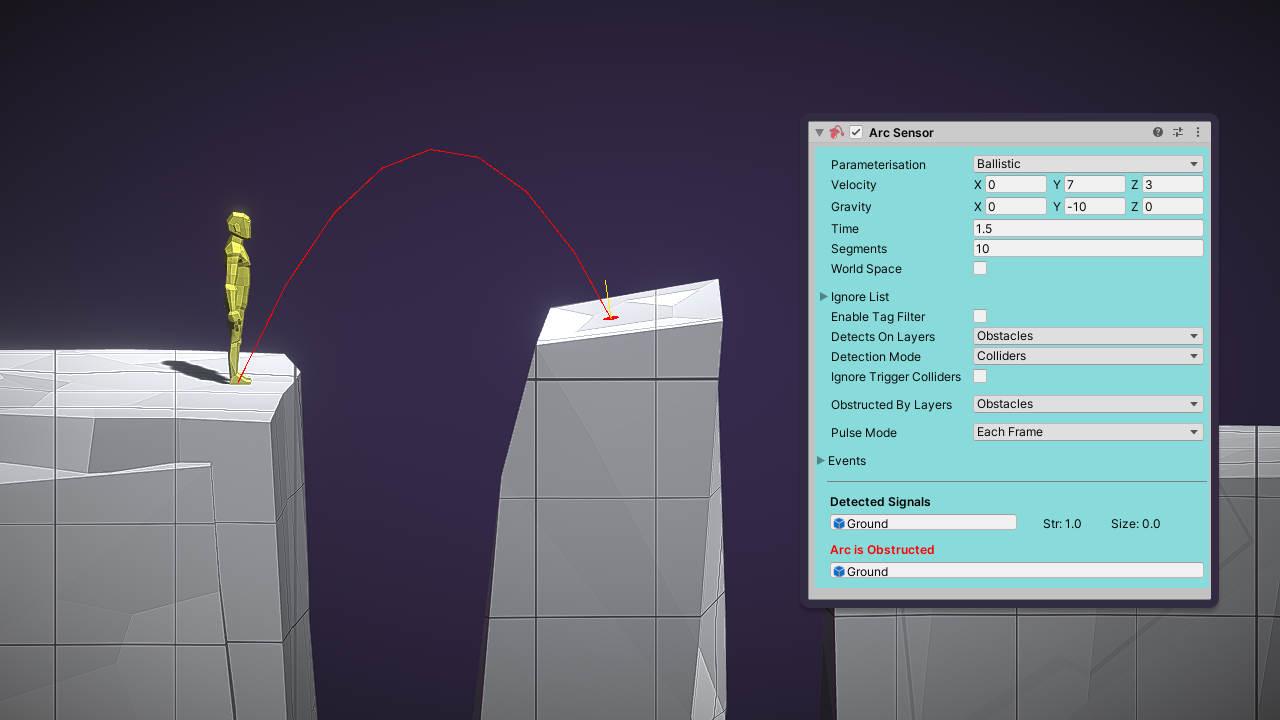 Arc Sensor
Parameterisation Ballistic
Velocity X 0 Y 7 Z 3
Gravity X 0 Y -10 Z 0
Time 1.5
Segments 10
World Space
Ignore List
Enable Tag Filter
Detects On Layers Obstacles
Detection Mode Colliders
Ignore Trigger Colliders
Obstructed By Layers Obstacles
Pulse Mode Each Frame
Events
Detected Signals
Ground Str: 1.0 Size: 0.0
Arc is Obstructed
Ground